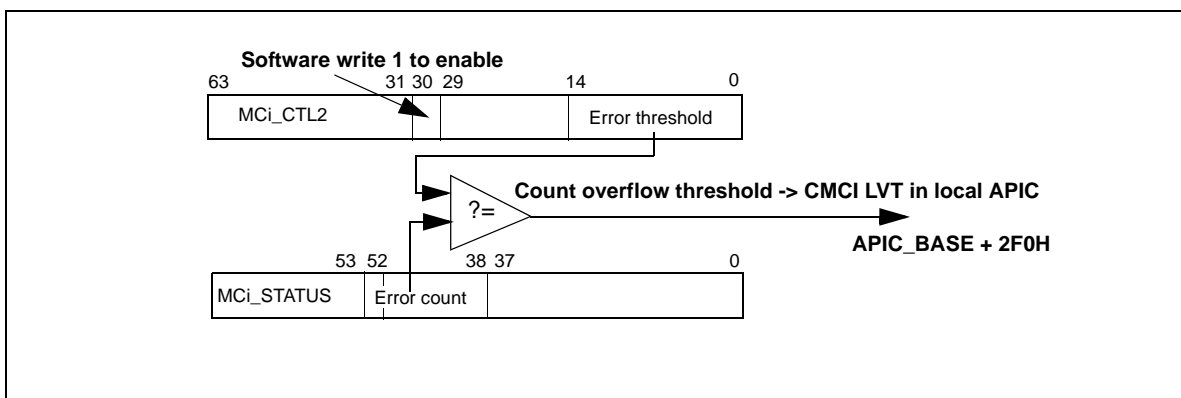 Software write 1 to enable
63 31 30 29 14 0
MCi_CTL2 Error threshold
Count overflow threshold -> CMCI LVT in local APIC
?=
APIC_BASE + 2F0H
53 52 38 37 0
MCi_STATUS Error count